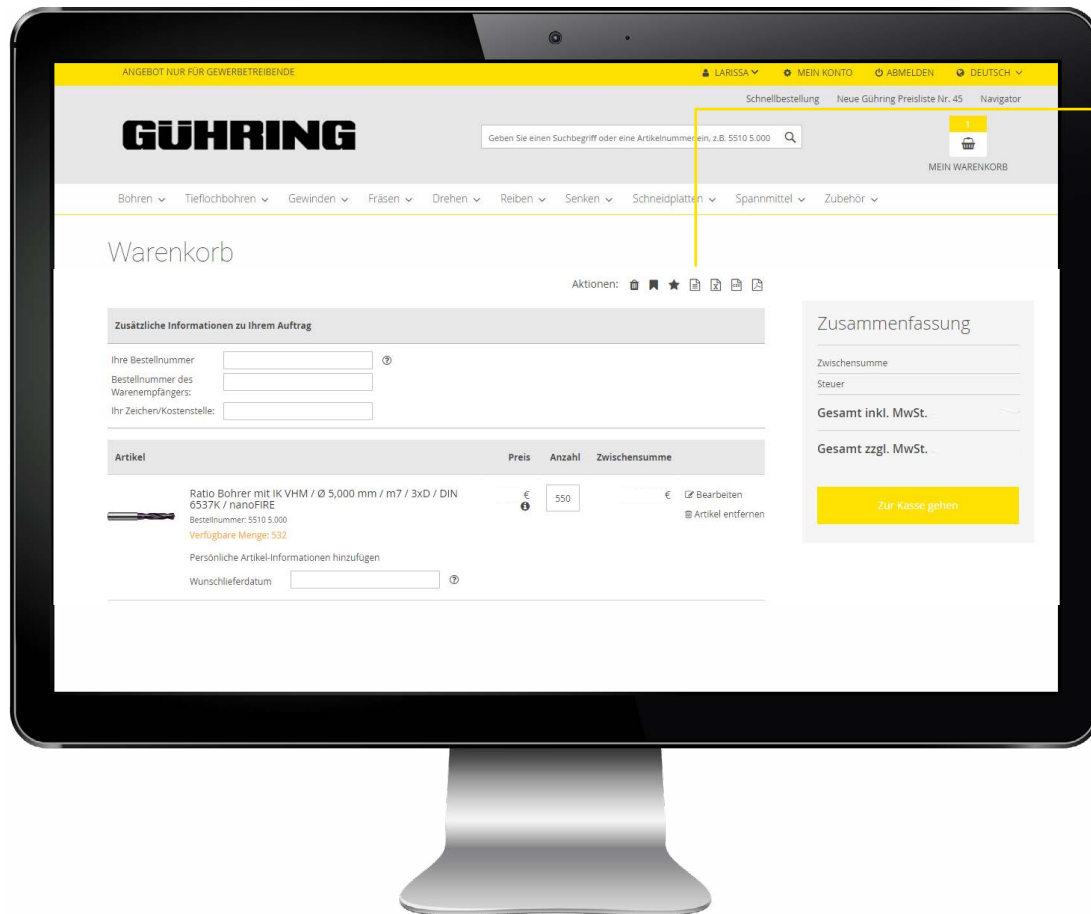 ANGEBOT NUR FÜR GEWERBETREIBENDE
LARISSA MEIN KONTO ABMELDEN DEUTSCH
Schnellbestellung Neue Gühring Preisliste Nr. 45 Navigator
GÜHRING
Geben Sie einen Suchbegriff oder eine Artikelnummer ein, z.B. 5510 5.000
1
MEIN WARENKORB
Bohren Tieflochbohren Gewinden Fräsen Drehen Reiben Senken Schneidplatten Spannmittel Zubehör
Warenkorb
Aktionen:
Zusätzliche Informationen zu Ihrem Auftrag
Ihre Bestellnummer
Bestellnummer des
Warenempfängers:
Ihr Zeichen/Kostenstelle:
Artikel Preis Anzahl Zwischensumme
Ratio Bohrer mit IK VHM / Ø 5,000 mm / m7 / 3xD / DIN
6537K / nanoFIRE
Bestellnummer: 5510 5.000
Verfügbare Menge: 532
€ 550 € Bearbeiten
Artikel entfernen
Persönliche Artikel-Informationen hinzufügen
Wunschlieferdatum
Zusammenfassung
Zwischensumme
Steuer
Gesamt inkl. MwSt.
Gesamt zzgl. MwSt.
Zur Kasse gehen